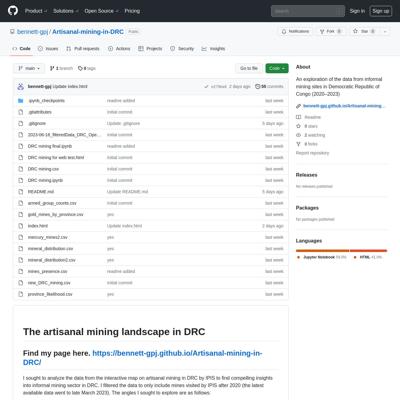 Product Solutions Open Source Pricing Search Sign in Sign up
bennett-gpj / Artisanal-mining-in-DRC Public Notifications Fork 0 Star 0
Code Issues Pull requests Actions Projects Security Insights
main 1 branch 0 tags Go to file Code
bennett-gpj Update index.html 2 days ago 55 commits
.ipynb_checkpoints readme added last week
.gitattributes initial commit last week
.gitignore Update .gitignore 5 days ago
2023-06-16_filteredData_DRC_Ope... initial commit last week
DRC mining final.ipynb readme added last week
DRC mining for web test.html initial commit last week
DRC mining.csv initial commit last week
DRC mining.ipynb initial commit last week
README.md Update README.md 5 days ago
armed_group_counts.csv initial commit last week
gold_mines_by_province.csv yes last week
index.html Update index.html 2 days ago
mercury_mines2.csv yes last week
mineral_distribution.csv yes last week
mineral_distribution2.csv yes last week
mines_presence.csv readme added last week
new_DRC_mining.csv initial commit last week
province_likelihood.csv yes last week
The artisanal mining landscape in DRC
Find my page here. https://bennett-gpj.github.io/Artisanal-mining-in-
DRC/
I sought to analyze the data from the interactive map on artisanal mining in DRC by IPIS to find compelling insights
into informal mining sector in DRC. I filtered the data to only include mines visited by IPIS after 2020 (the latest
available data went to late March 2023). The angles I sought to explore are as follows:
About
An exploration of the data from informal
mining sites in Democratic Republic of
Congo (2020–2023)
bennett-gpj.github.io/Artisanal-mining...
Readme
0 stars
2 watching
0 forks
Report repository
Releases
No releases published
Packages
No packages published
Languages
Jupyter Notebook HTML